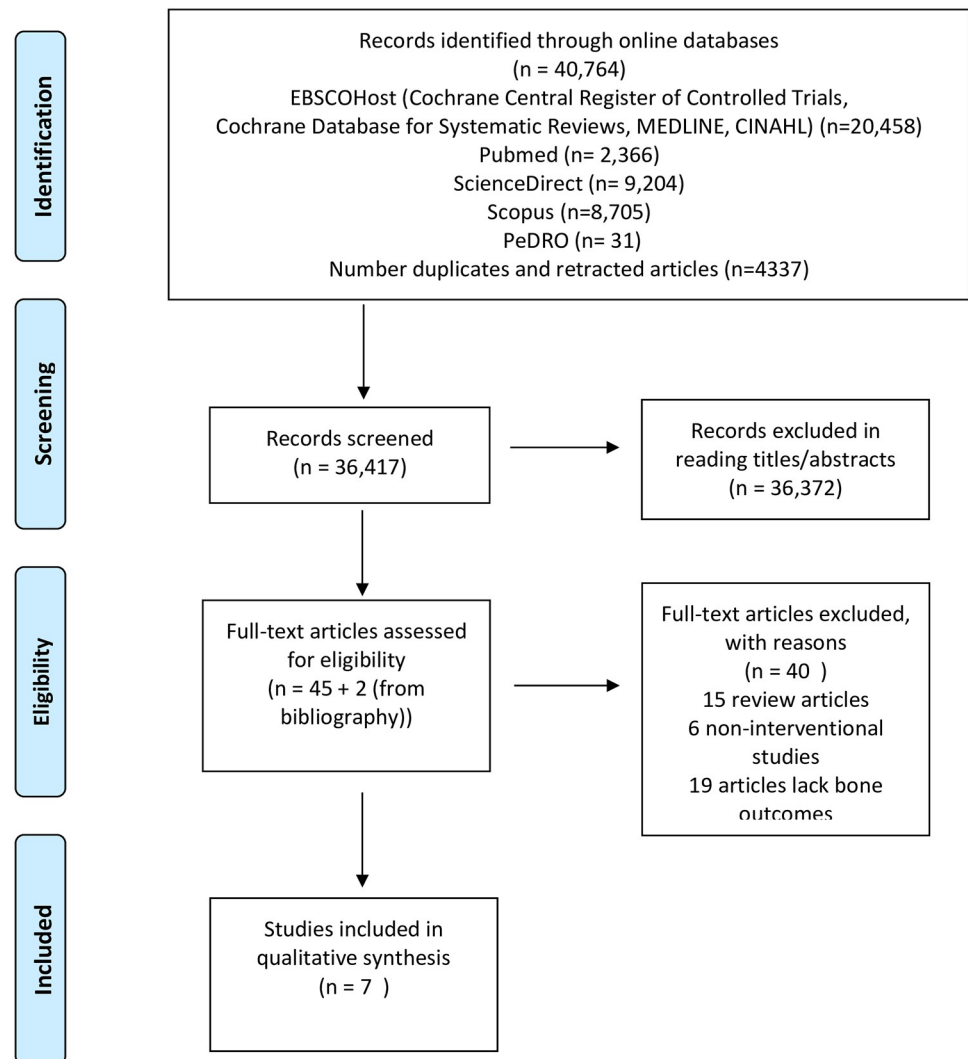 Identification
Records identified through online databases
(n = 40,764)
EBSCOHost (Cochrane Central Register of Controlled Trials,
Cochrane Database for Systematic Reviews, MEDLINE, CINAHL) (n=20,458)
Pubmed (n= 2,366)
ScienceDirect (n= 9,204)
Scopus (n=8,705)
PeDRO (n= 31)
Number duplicates and retracted articles (n=4337)
Screening
Records screened
(n = 36,417)
Records excluded in
reading titles/abstracts
(n = 36,372)
Eligibility
Full-text articles assessed
for eligibility
(n = 45 + 2 (from
bibliography))
Full-text articles excluded,
with reasons
(n = 40  )
15 review articles
6 non-interventional
studies
19 articles lack bone
outcomes
Included
Studies included in
qualitative synthesis
(n = 7  )